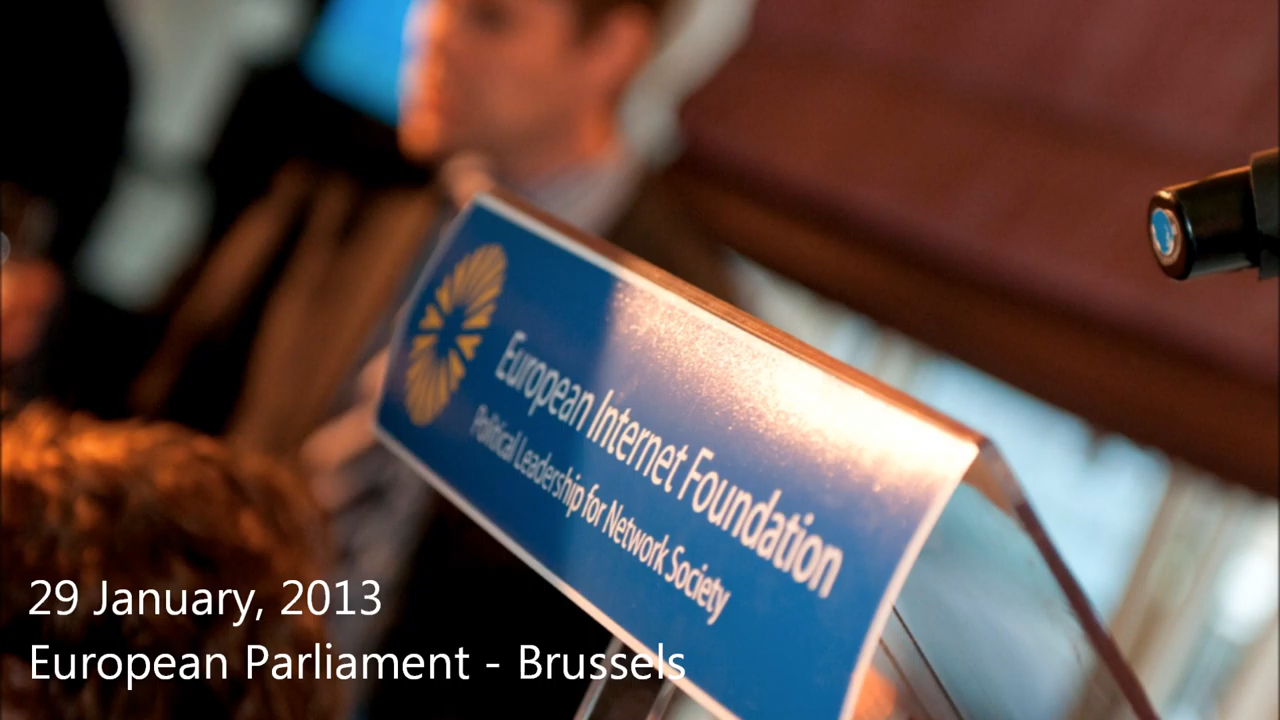 European Internet Foundation
Political Leadership for Network Society
29 January, 2013
European Parliament - Brussels